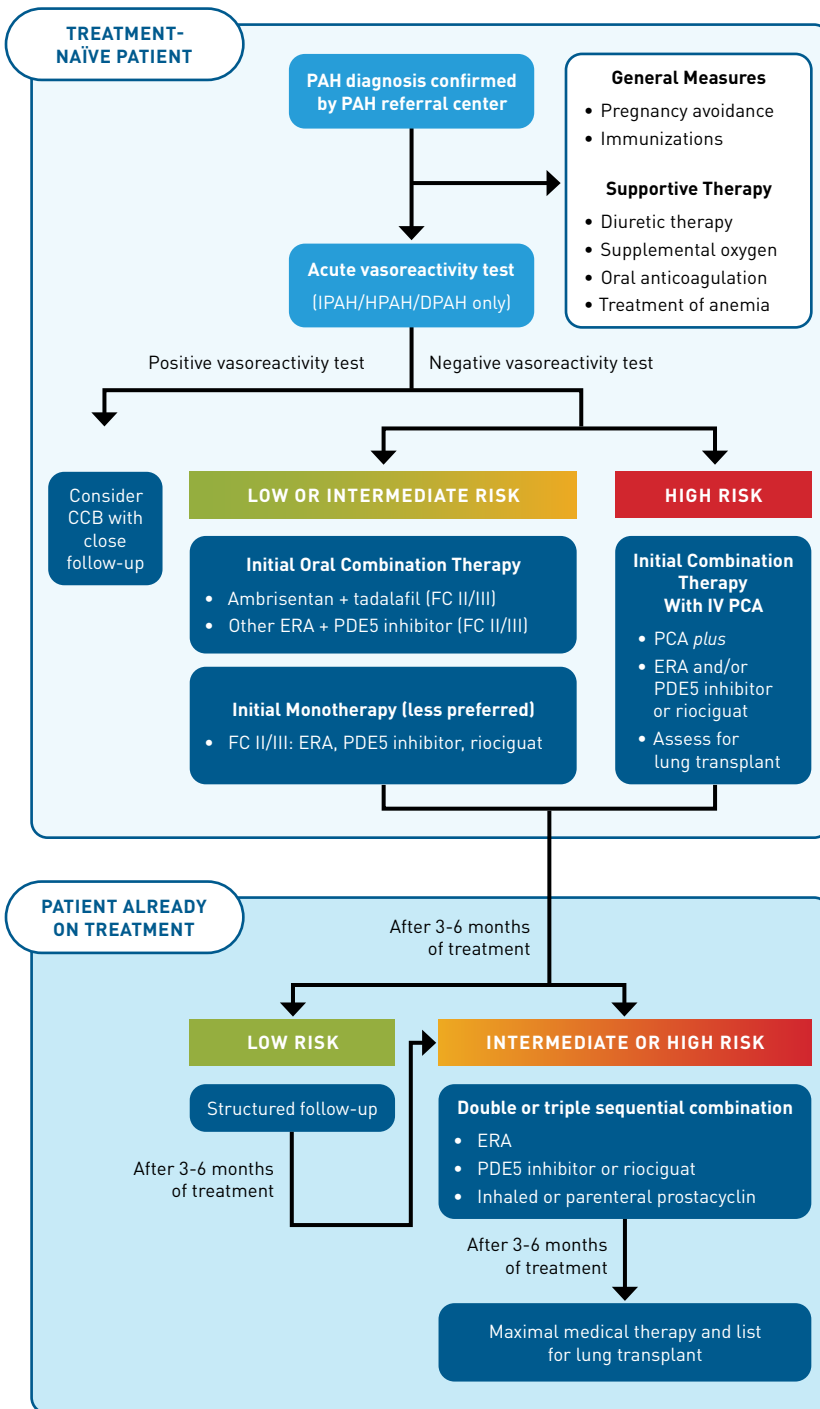 TREATMENT-
NAÏVE PATIENT
PAH diagnosis confirmed
by PAH referral center
General Measures
• Pregnancy avoidance
• Immunizations
Supportive Therapy
• Diuretic therapy
• Supplemental oxygen
• Oral anticoagulation
• Treatment of anemia
Acute vasoreactivity test
(IPAH/HPAH/DPAH only)
Positive vasoreactivity test
Negative vasoreactivity test
Consider
CCB with
close
follow-up
LOW OR INTERMEDIATE RISK
Initial Oral Combination Therapy
• Ambrisentan + tadalafil (FC II/III)
• Other ERA + PDE5 inhibitor (FC II/III)
Initial Monotherapy (less preferred)
• FC II/III: ERA, PDE5 inhibitor, riociguat
HIGH RISK
Initial Combination
Therapy
With IV PCA
• PCA plus
• ERA and/or
PDE5 inhibitor
or riociguat
• Assess for
lung transplant
PATIENT ALREADY
ON TREATMENT
After 3-6 months
of treatment
LOW RISK
Structured follow-up
After 3-6 months
of treatment
INTERMEDIATE OR HIGH RISK
Double or triple sequential combination
• ERA
• PDE5 inhibitor or riociguat
• Inhaled or parenteral prostacyclin
After 3-6 months
of treatment
Maximal medical therapy and list
for lung transplant